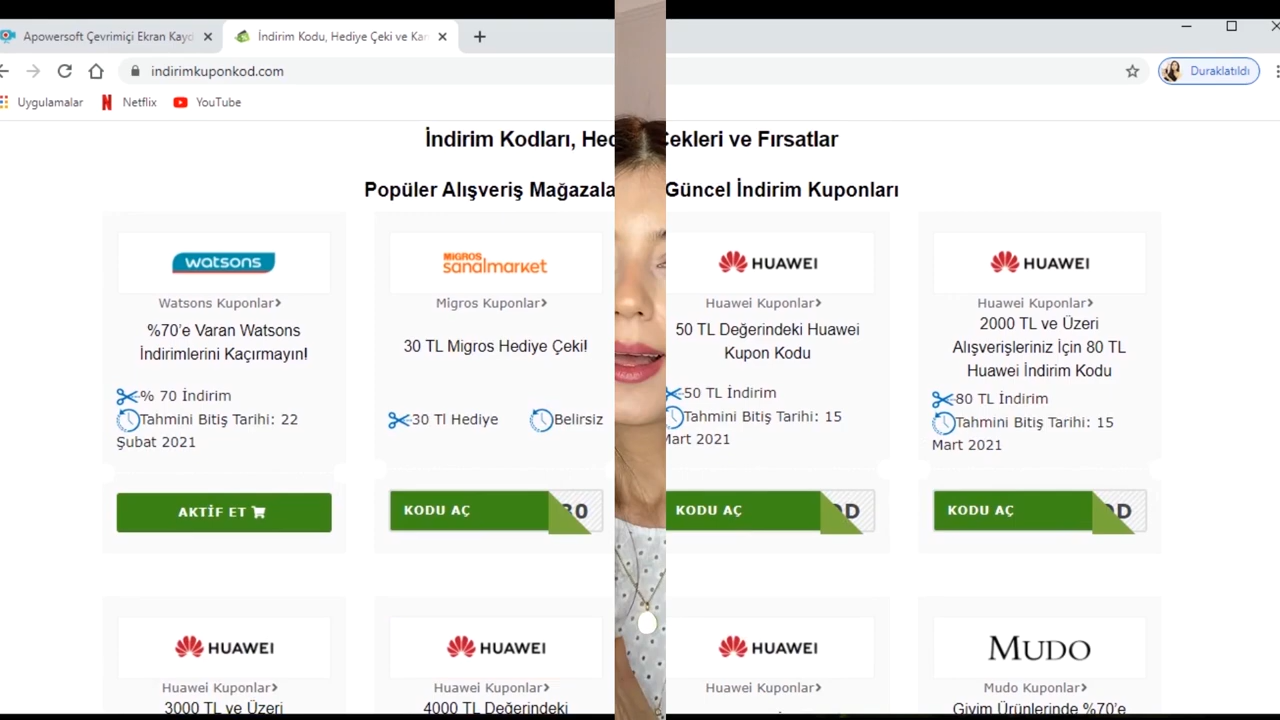 Apowersoft Çevrimiçi Ekran Kayd
İndirim Kodu, Hediye Çeki ve Kam
indirimkuponkod.com
Duraklatıldı
Uygulamalar Netflix YouTube
İndirim Kodları, Hed Çekleri ve Fırsatlar
Popüler Alışveriş Mağazala Güncel İndirim Kuponları
watsons
Watsons Kuponlar
%70'e Varan Watsons
İndirimlerini Kaçırmayın!
% 70 İndirim
Tahmini Bitiş Tarihi: 22
Şubat 2021
AKTİF ET
MİGROS
sanalmarket
Migros Kuponlar
30 TL Migros Hediye Çeki!
30 Tl Hediye
Belirsiz
KODU AÇ
HUAWEI
Huawei Kuponlar
50 TL Değerindeki Huawei
Kupon Kodu
50 TL İndirim
Tahmini Bitiş Tarihi: 15
Mart 2021
KODU AÇ
HUAWEI
Huawei Kuponlar
2000 TL ve Üzeri
Alışverişleriniz İçin 80 TL
Huawei İndirim Kodu
80 TL İndirim
Tahmini Bitiş Tarihi: 15
Mart 2021
KODU AÇ
HUAWEI
Huawei Kuponlar
3000 TL ve Üzeri
HUAWEI
Huawei Kuponlar
4000 TL Değerindeki
HUAWEI
Huawei Kuponlar
MUDO
Mudo Kuponlar
Giyim Ürünlerinde %70'e